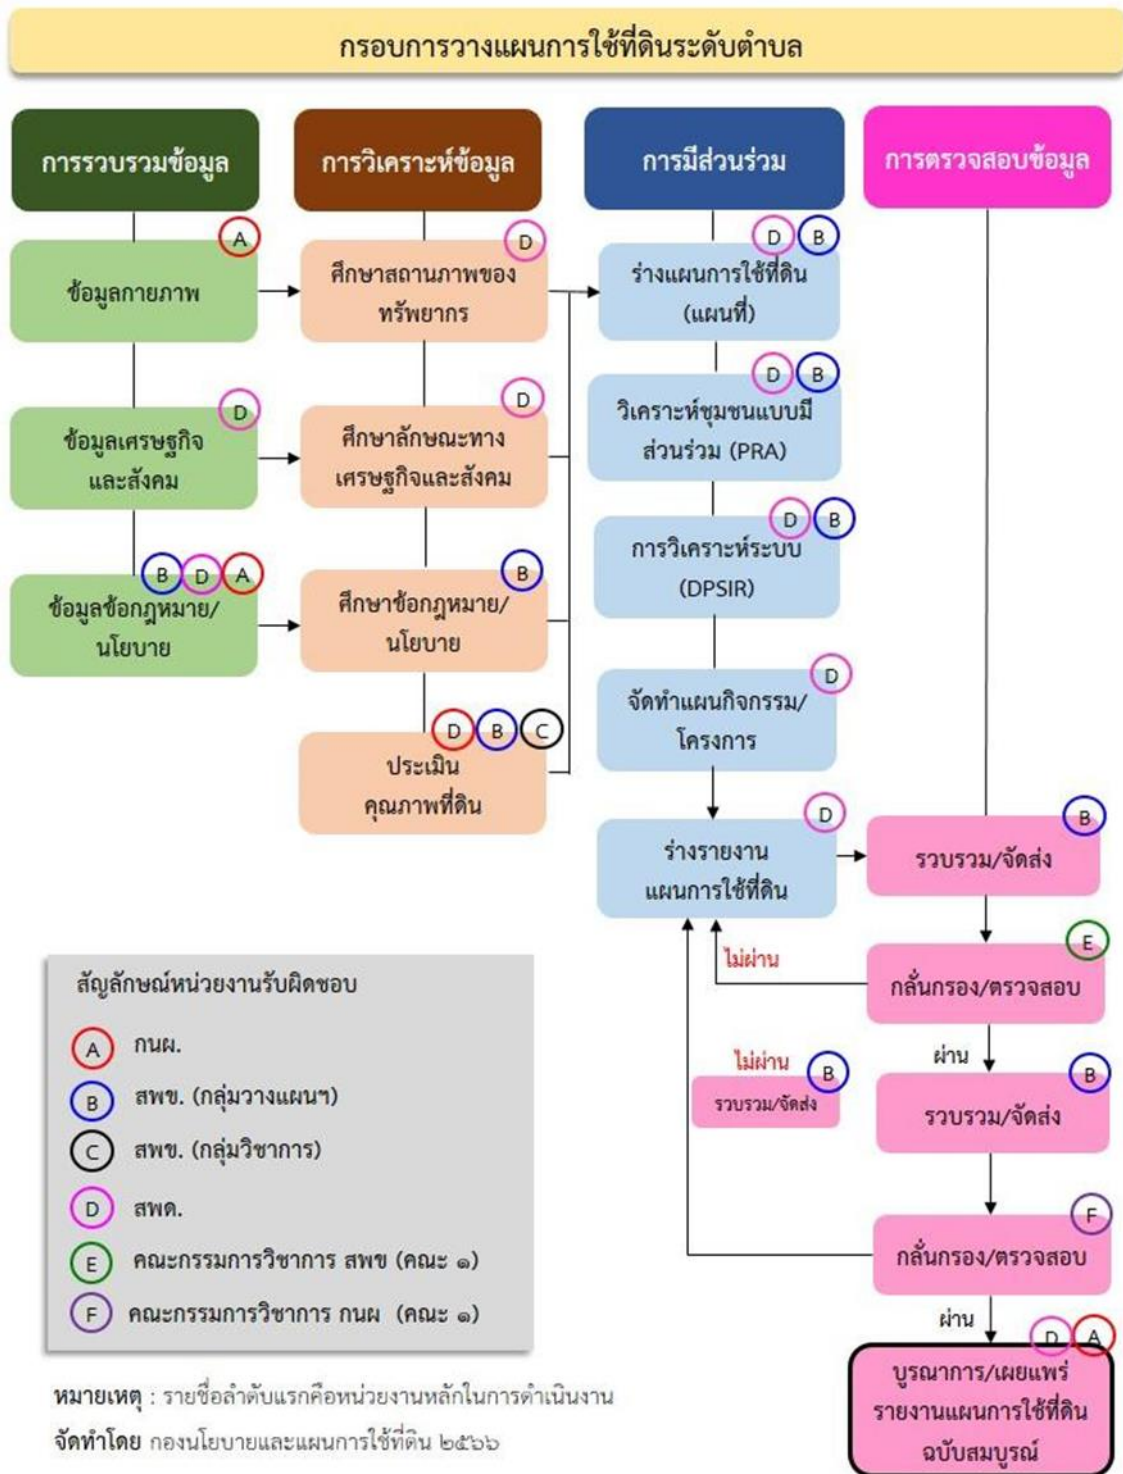 กรอบการวางแผนการใช้ที่ดินระดับตำบล
การรวบรวมข้อมูล
A
ข้อมูลกายภาพ
D
ข้อมูลเศรษฐกิจ
และสังคม
B D A
ข้อมูลข้อกฎหมาย/
นโยบาย
การวิเคราะห์ข้อมูล
D
ศึกษาสถานภาพของ
ทรัพยากร
D
ศึกษาลักษณะทาง
เศรษฐกิจและสังคม
B
ศึกษาข้อกฎหมาย/
นโยบาย
D B C
ประเมิน
คุณภาพที่ดิน
การมีส่วนร่วม
D B
ร่างแผนการใช้ที่ดิน
(แผนที่)
D B
วิเคราะห์ชุมชนแบบมี
ส่วนร่วม (PRA)
D B
การวิเคราะห์ระบบ
(DPSIR)
D
จัดทำแผนกิจกรรม/
โครงการ
D
ร่างรายงาน
แผนการใช้ที่ดิน
การตรวจสอบข้อมูล
B
รวบรวม/จัดส่ง
E
กลั่นกรอง/ตรวจสอบ
ไม่ผ่าน
ผ่าน
B
รวบรวม/จัดส่ง
ไม่ผ่าน
B
รวบรวม/จัดส่ง
F
กลั่นกรอง/ตรวจสอบ
ผ่าน
D A
บูรณาการ/เผยแพร่
รายงานแผนการใช้ที่ดิน
ฉบับสมบูรณ์
สัญลักษณ์หน่วยงานรับผิดชอบ
A กนผ.
B สพข. (กลุ่มวางแผนฯ)
C สพข. (กลุ่มวิชาการ)
D สพด.
E คณะกรรมการวิชาการ สพข (คณะ ๑)
F คณะกรรมการวิชาการ กนผ (คณะ ๑)
หมายเหตุ : รายชื่อลำดับแรกคือหน่วยงานหลักในการดำเนินงาน
จัดทำโดย กองนโยบายและแผนการใช้ที่ดิน ๒๕๖๖